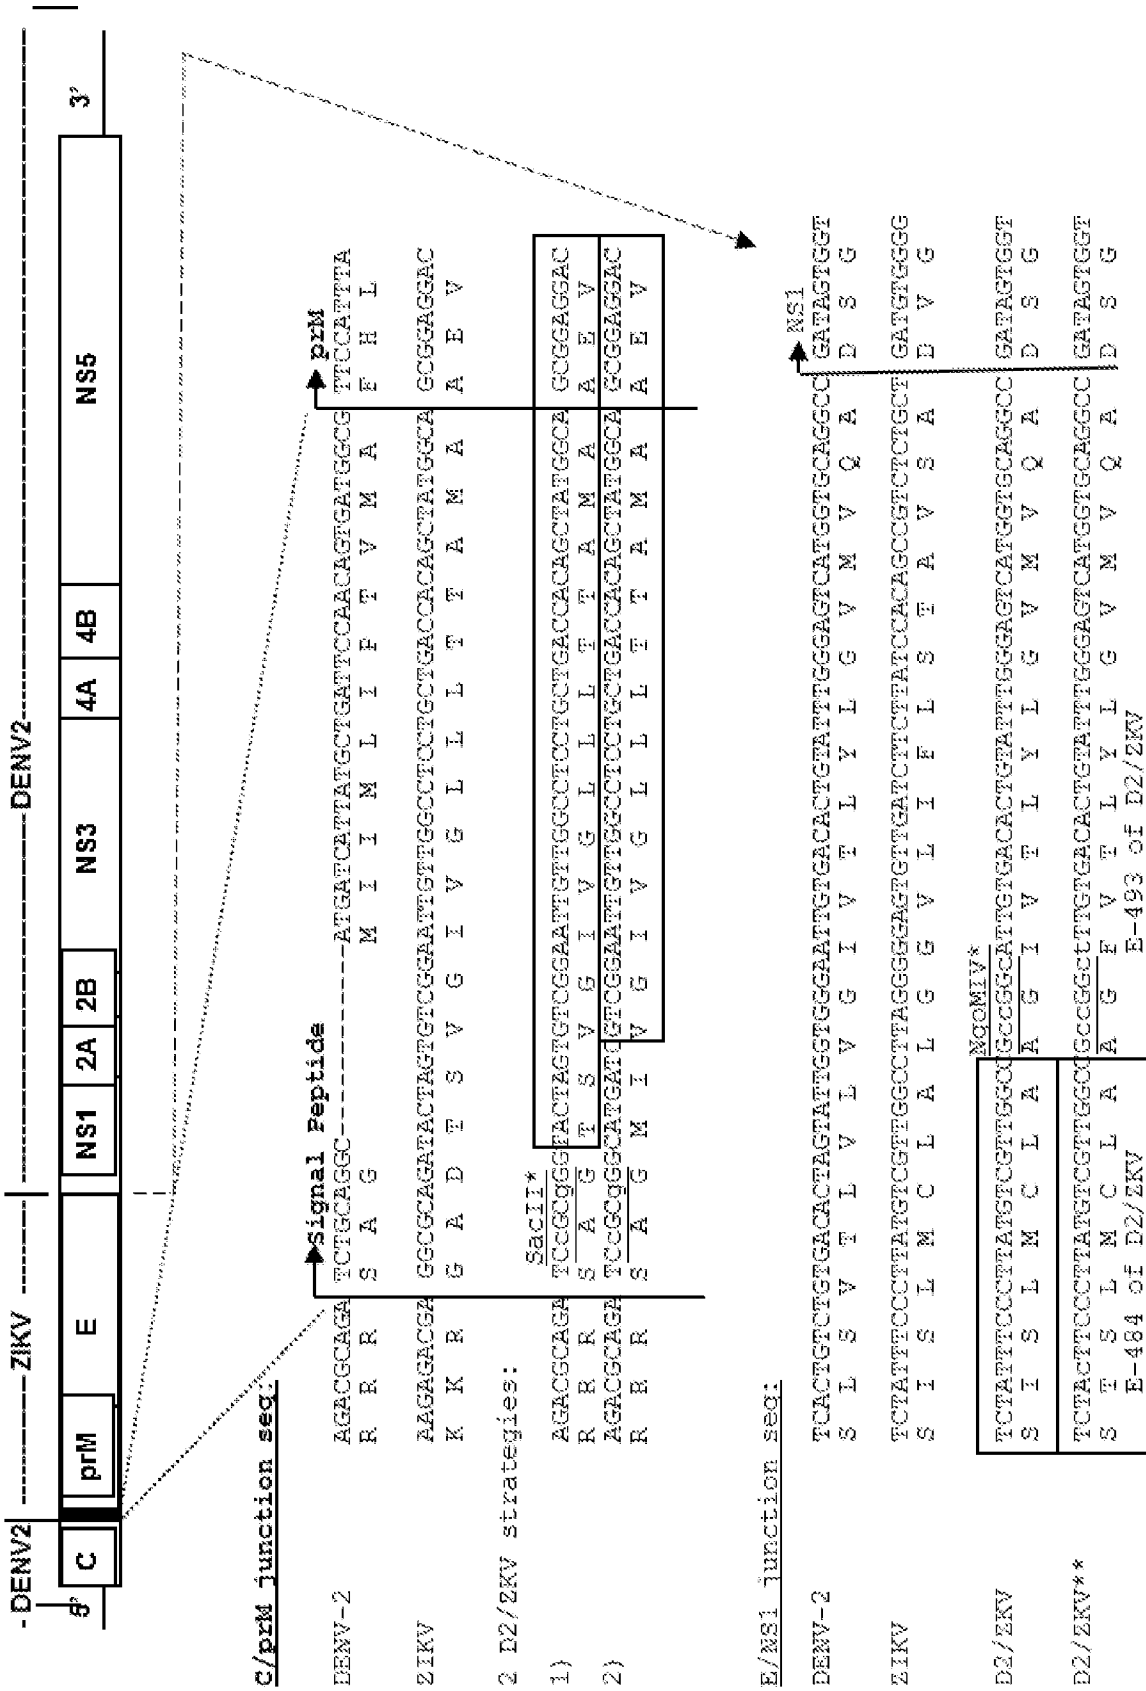 - DENV2 ------ ZIKV ------------------DENV2------------------
5' C prM E NS1 2A 2B NS3 4A 4B NS5 3'
C/prM junction seq:
Signal Peptide prM
DENV-2 AGACGCAGA TCTGCAGGC------------------ATGATCATTATGCTGATTCCAACAGTGATGGCG TTCCATTTA
R R R S A G M I I M L I P T V M A F H L
ZIKV AAGAGACGA GGCGCAGATACTAGTGTCGGAATTGTTGGCCTCCTGCTGACCACAGCTATGGCA GCGGAGGAC
K K R G A D T S V G I V G L L L T T A M A A E V
2 D2/ZKV strategies:
SacII*
1) AGACGCAGA TCcGCgGGTACTAGTGTCGGAATTGTTGGCCTCCTGCTGACCACAGCTATGGCA GCGGAGGAC
R R R S A G T S V G I V G L L L T T A M A A E V
2) AGACGCAGA TCcGCgGGCATGATCGTCGGAATTGTTGGCCTCCTGCTGACCACAGCTATGGCA GCGGAGGAC
R R R S A G M I V G I V G L L L T T A M A A E V
E/NS1 junction seq:
NS1
DENV-2 TCACTGTCTGTGACACTAGTATTGGTGGGAATTGTGACACTGTATTTGGGAGTCATGGTGCAGGCC GATAGTGGT
S L S V T L V L V G I V T L Y L G V M V Q A D S G
ZIKV TCTATTTCCCTTATGTCGTTGGCCTTAGGGGGAGTGTTGATCTTCTTATCCACAGCCGTCTCTGCT GATGTGGGG
S I S L M C L A L G G V L I F L S T A V S A D V G
NgoMIV*
D2/ZKV TCTATTTCCCTTATGTCGTTGGCCGccGGCATTGTGACACTGTATTTGGGAGTCATGGTGCAGGCC GATAGTGGT
S I S L M C L A A G I V T L Y L G V M V Q A D S G
D2/ZKV** TCTACTTCCCTTATGTCGTTGGCCGccGGCtTTGTGACACTGTATTTGGGAGTCATGGTGCAGGCC GATAGTGGT
S T S L M C L A A G F V T L Y L G V M V Q A D S G
E-484 of D2/ZKV E-493 of D2/ZKV